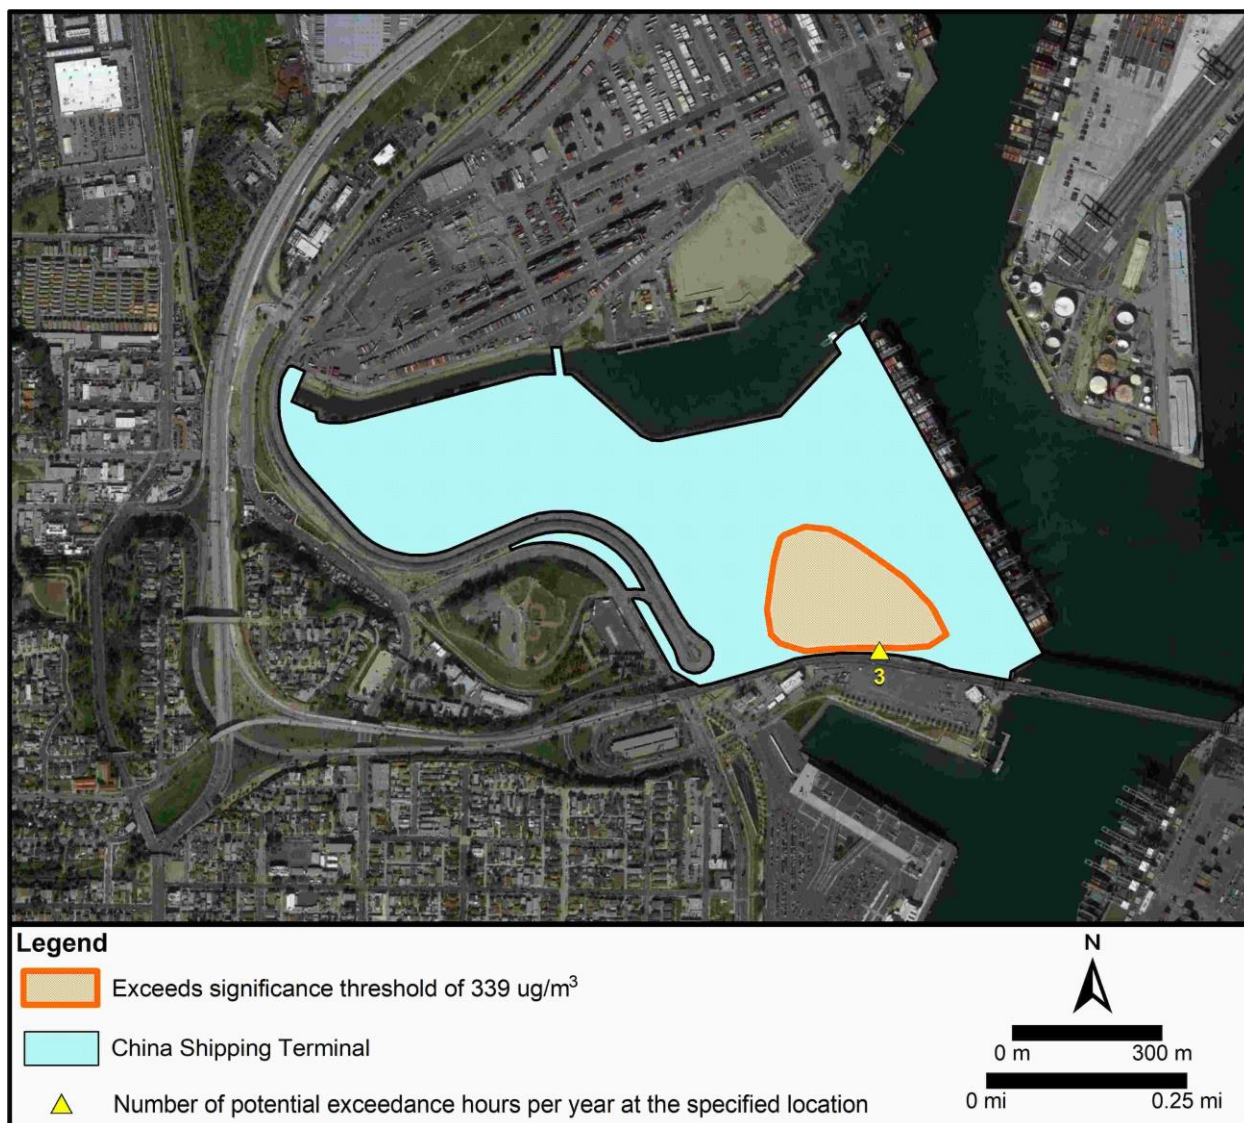 3
Legend
Exceeds significance threshold of 339 ug/m³
China Shipping Terminal
Number of potential exceedance hours per year at the specified location
N
0 m 300 m
0 mi 0.25 mi